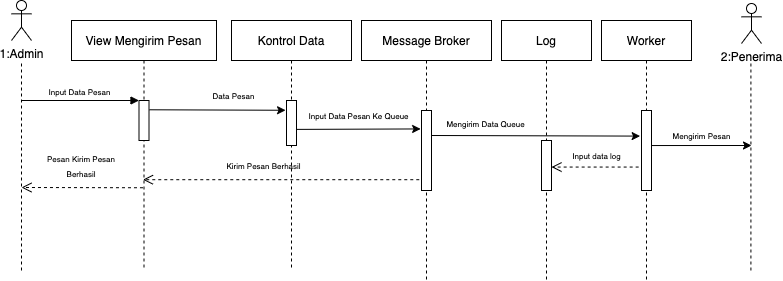 1:Admin
View Mengirim Pesan
Kontrol Data
Message Broker
Log
Worker
2:Penerima
Input Data Pesan
Data Pesan
Input Data Pesan Ke Queue
Mengirim Data Queue
Mengirim Pesan
Pesan Kirim Pesan
Berhasil
Kirim Pesan Berhasil
Input data log